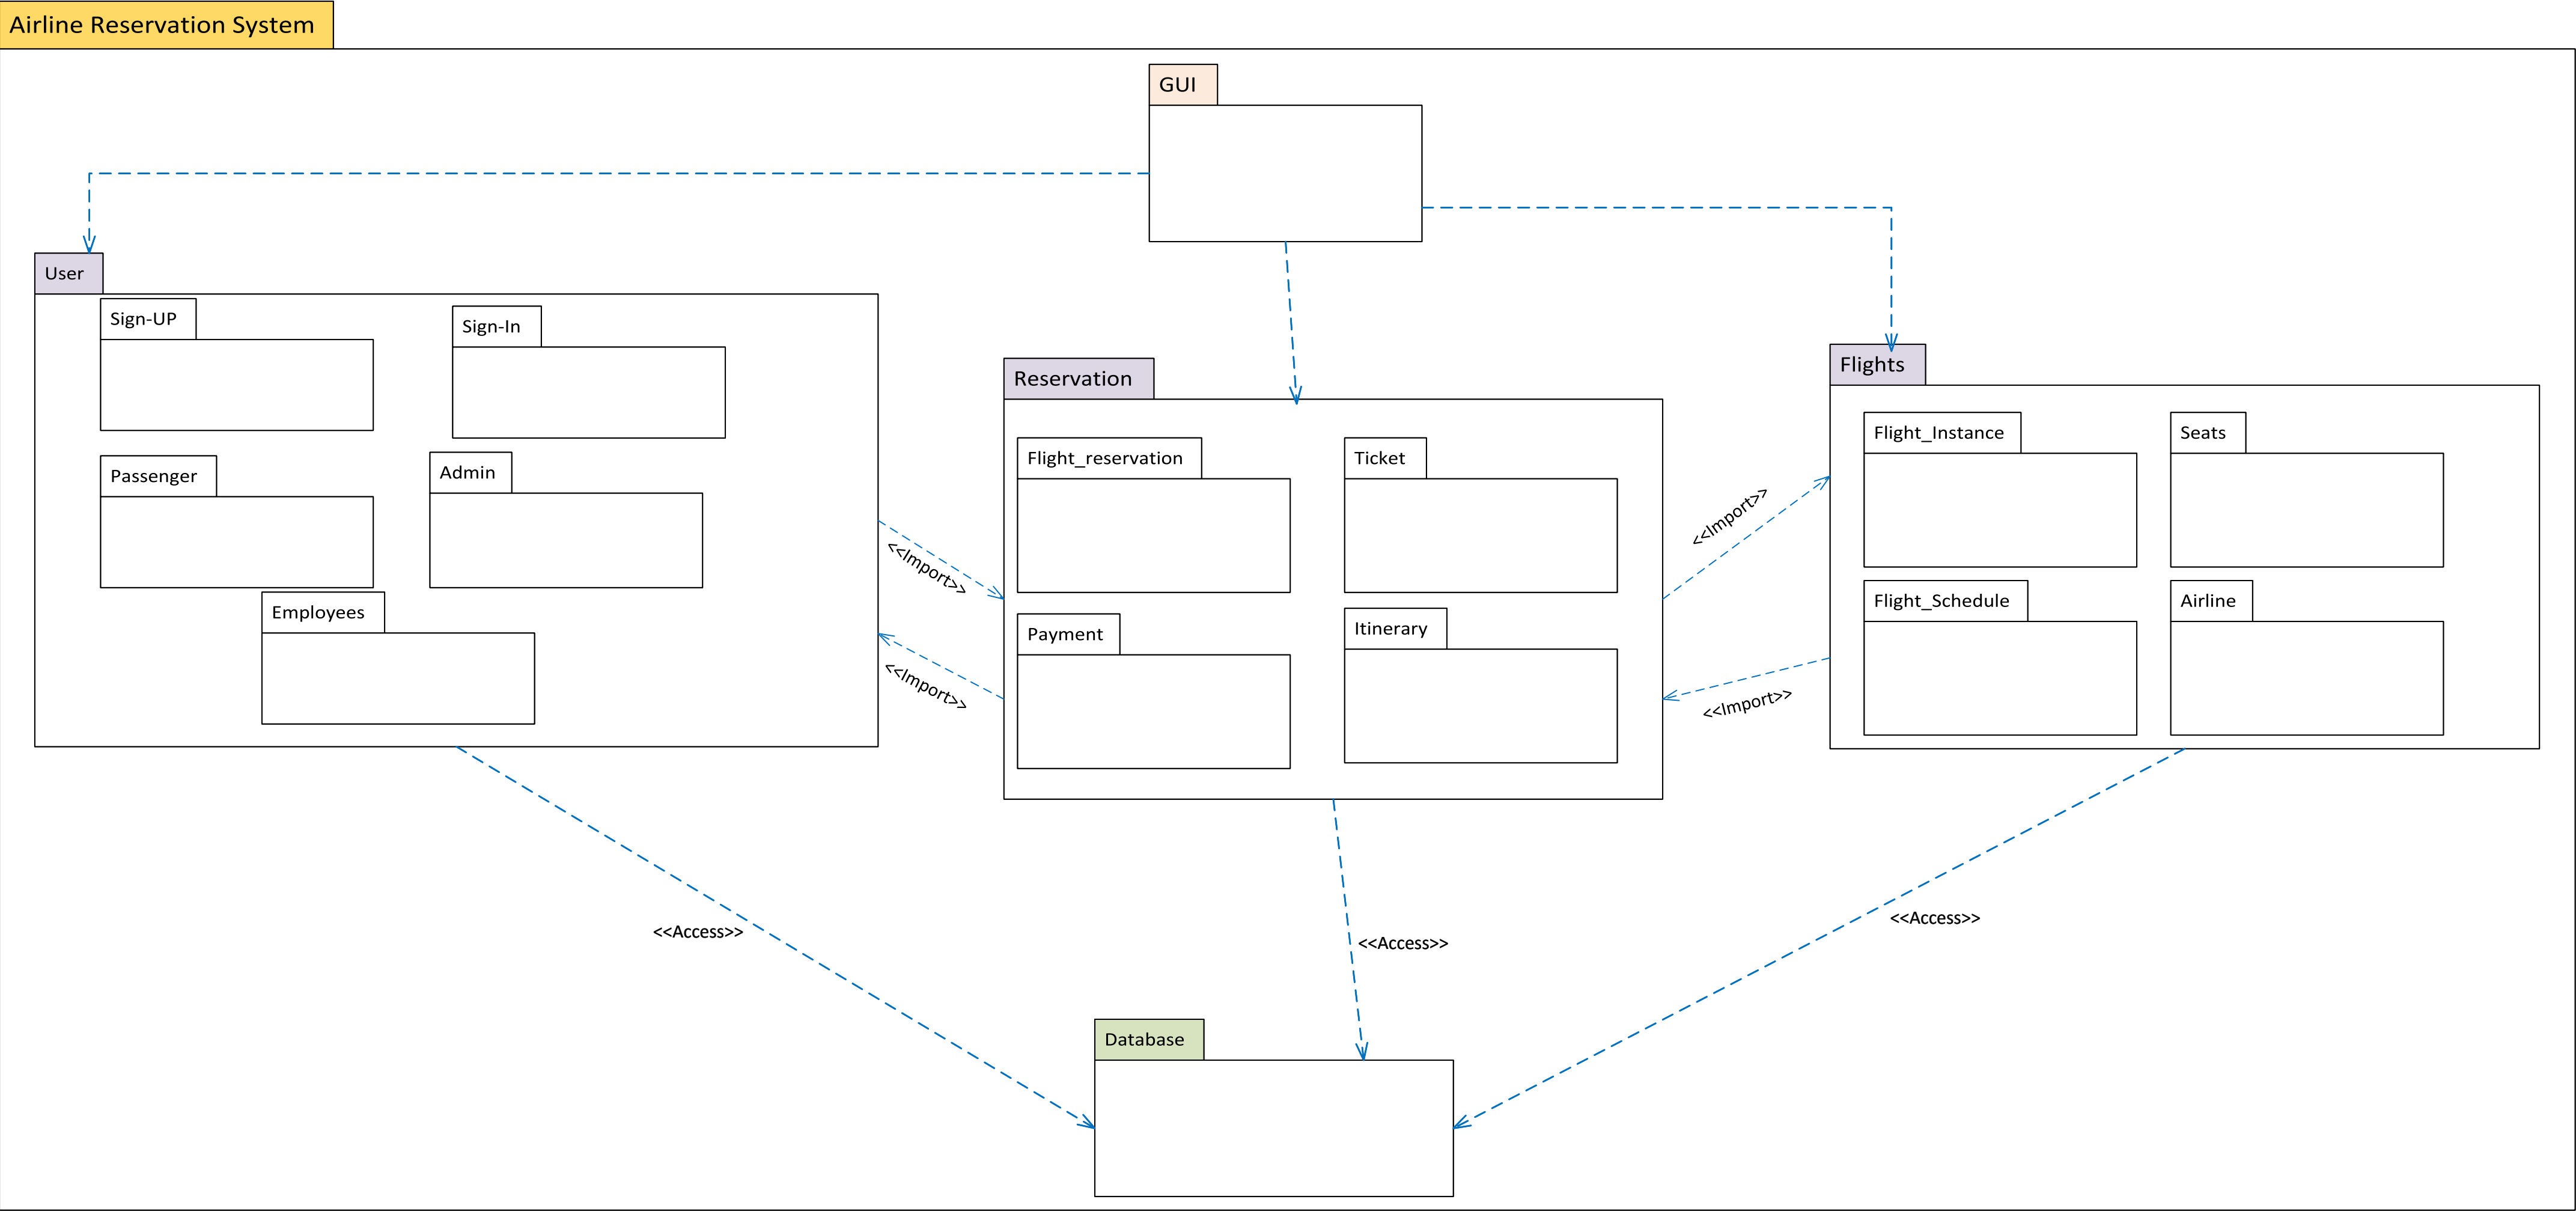 Airline Reservation System
GUI
User
Sign-UP
Sign-In
Passenger
Admin
Employees
<<Import>>
<<Import>>
Reservation
Flight_reservation
Ticket
Payment
Itinerary
<<Import>>
<<Import>>
Flights
Flight_Instance
Seats
Flight_Schedule
Airline
<<Access>>
<<Access>>
<<Access>>
Database